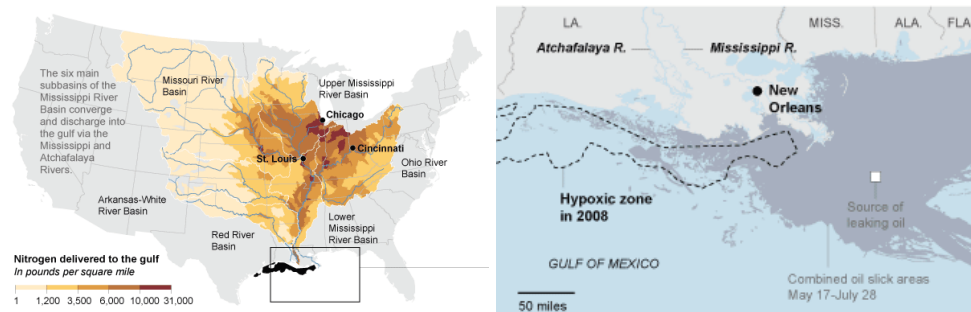 The six main
subbasins of the
Mississippi River
Basin converge
and discharge into
the gulf via the
Mississippi and
Atchafalaya
Rivers.
Missouri River
Basin
Upper Mississippi
River Basin
Chicago
St. Louis
Cincinnati
Ohio River
Basin
Arkansas-White
River Basin
Red River
Basin
Lower
Mississippi
River Basin
Nitrogen delivered to the gulf
In pounds per square mile
1 1,200 3,500 6,000 10,000 31,000
LA. MISS. ALA. FLA
Atchafalaya R. Mississippi R.
New
Orleans
Hypoxic zone
in 2008
Source of
leaking oil
GULF OF MEXICO
Combined oil slick areas
May 17-July 28
50 miles